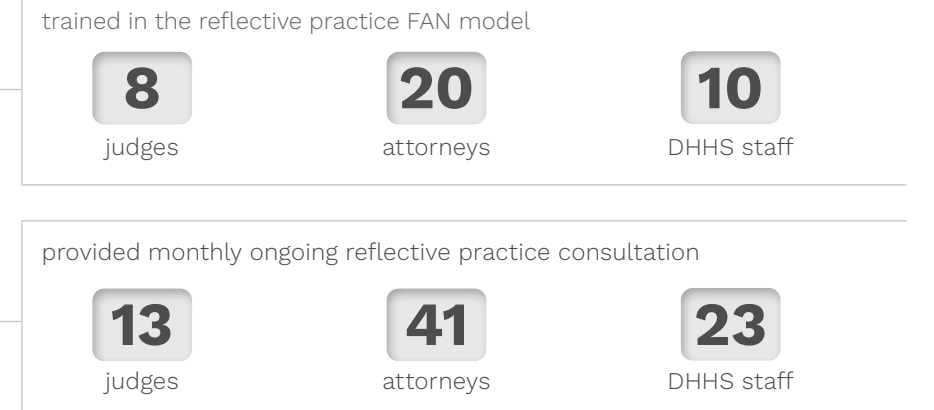 trained in the reflective practice FAN model
8 20 10
judges attorneys DHHS staff
provided monthly ongoing reflective practice consultation
13 41 23
judges attorneys DHHS staff